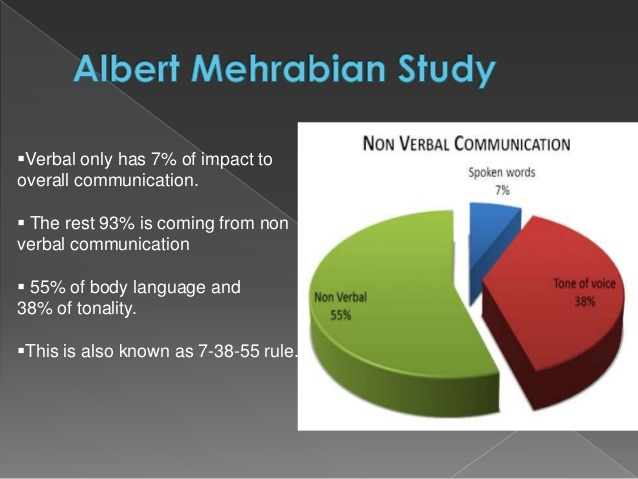 Albert Mehrabian Study
▪Verbal only has 7% of impact to
overall communication.
▪ The rest 93% is coming from non
verbal communication
▪ 55% of body language and
38% of tonality.
▪This is also known as 7-38-55 rule.
NON VERBAL COMMUNICATION
Spoken words
7%
Tone of voice
38%
Non Verbal
55%